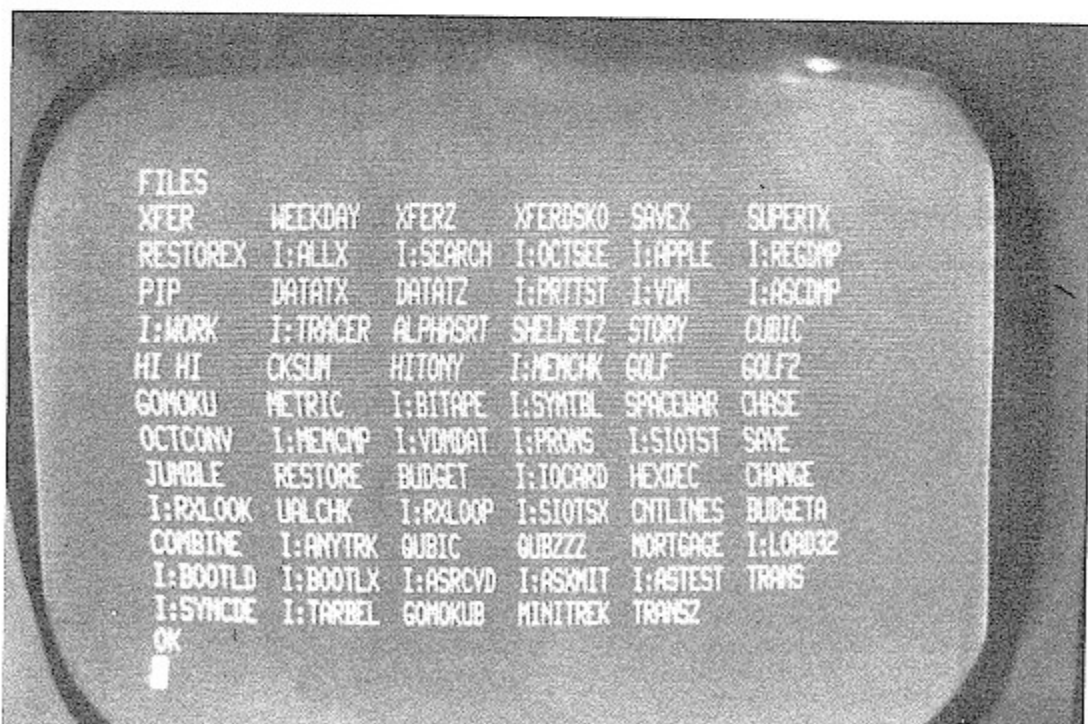 FILES
XFER WEEKDAY XFERZ XFERDSKO SAVEX SUPERTX
RESTOREX I:ALLX I:SEARCH I:OCTSEE I:APPLE I:REGDMP
PIP DATATX DATATZ I:PRTTST I:VDM I:ASCDMP
I:WORK I:TRACER ALPHASRT SHELMETZ STORY CUBIC
HI HI CKSUM HITONY I:MEMCHK GOLF GOLF2
GOMOKU METRIC I:BITAPE I:SYMTBL SPACEWAR CHASE
OCTCONV I:MEMCMP I:VDMDAT I:PROMS I:SIOTST SAVE
JUMBLE RESTORE BUDGET I:IOCARD HEXDEC CHANGE
I:RXLOOK UALCHK I:RXLOOP I:SIOTSX CNTLINES BUDGETA
COMBINE I:ANYTRK QUBIC QUBZZZ MORTGAGE I:LOAD32
I:BOOTLD I:BOOTLX I:ASRCVD I:ASXMIT I:ASTEST TRANS
I:SYMCDE I:TARBEL GOMOKUB MINITREK TRANSZ
OK